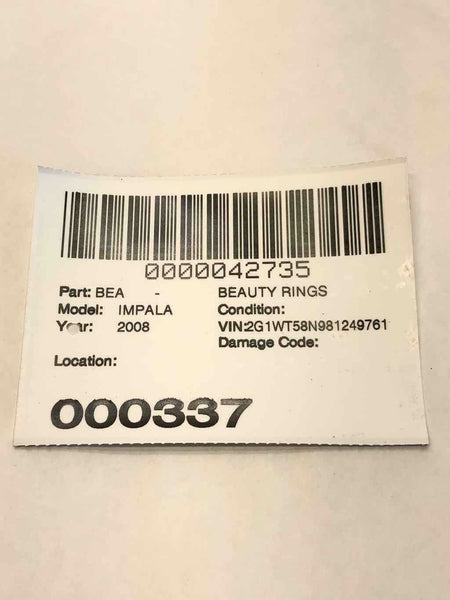 0000042735
Part: BEA - BEAUTY RINGS
Model: IMPALA Condition:
Year: 2008 VIN:2G1WT58N981249761
Damage Code:
Location:
000337